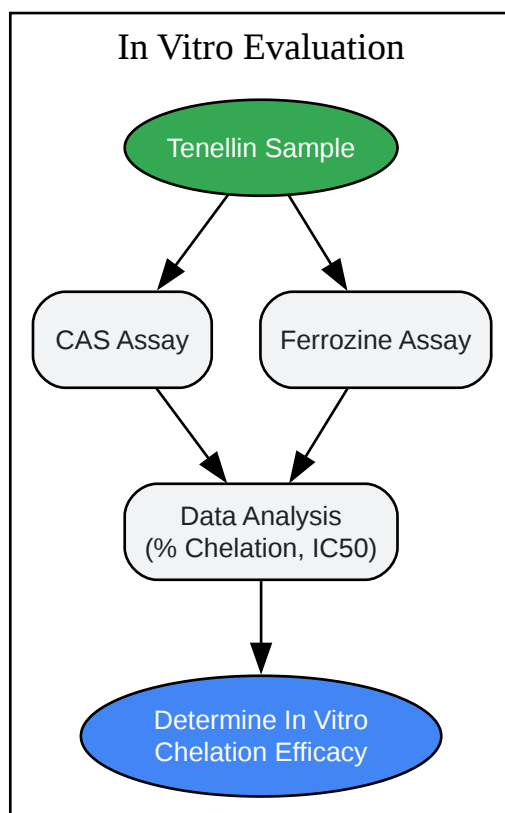 In Vitro Evaluation
Tenellin Sample
CAS Assay
Ferrozine Assay
Data Analysis
(% Chelation, IC50)
Determine In Vitro
Chelation Efficacy